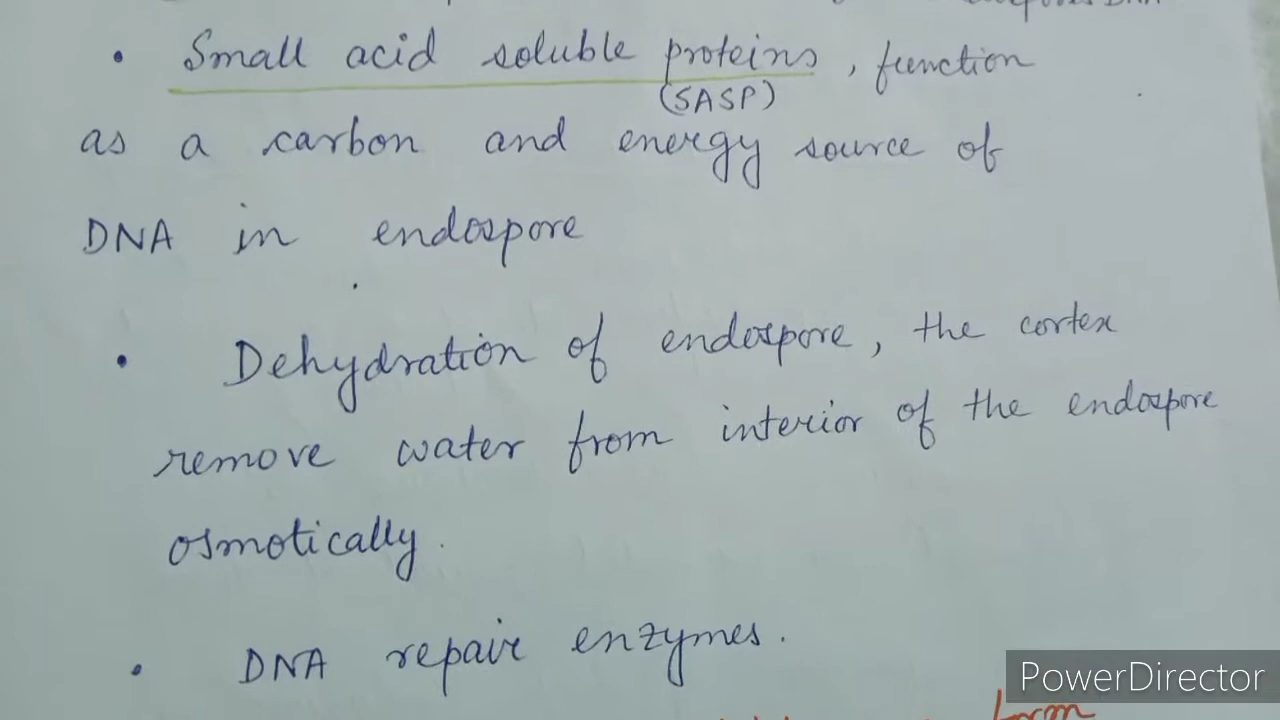 • Small acid soluble proteins, function
(SASP)
as a carbon and energy source of
DNA in endospore
• Dehydration of endospore, the cortex
remove water from interior of the endospore
osmotically.
• DNA repair enzymes.
form
PowerDirector